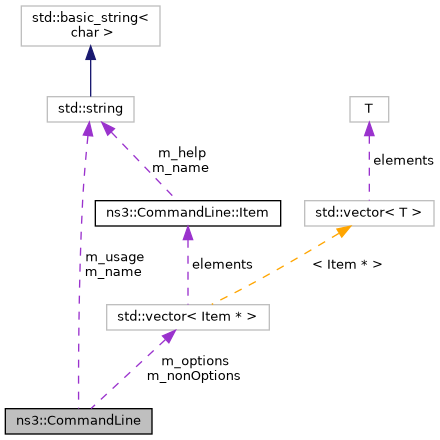 std::basic_string<
char >
std::string
T
m_help
m_name
elements
ns3::CommandLine::Item
std::vector< T >
m_usage
m_name
elements
< Item * >
std::vector< Item * >
m_options
m_nonOptions
ns3::CommandLine